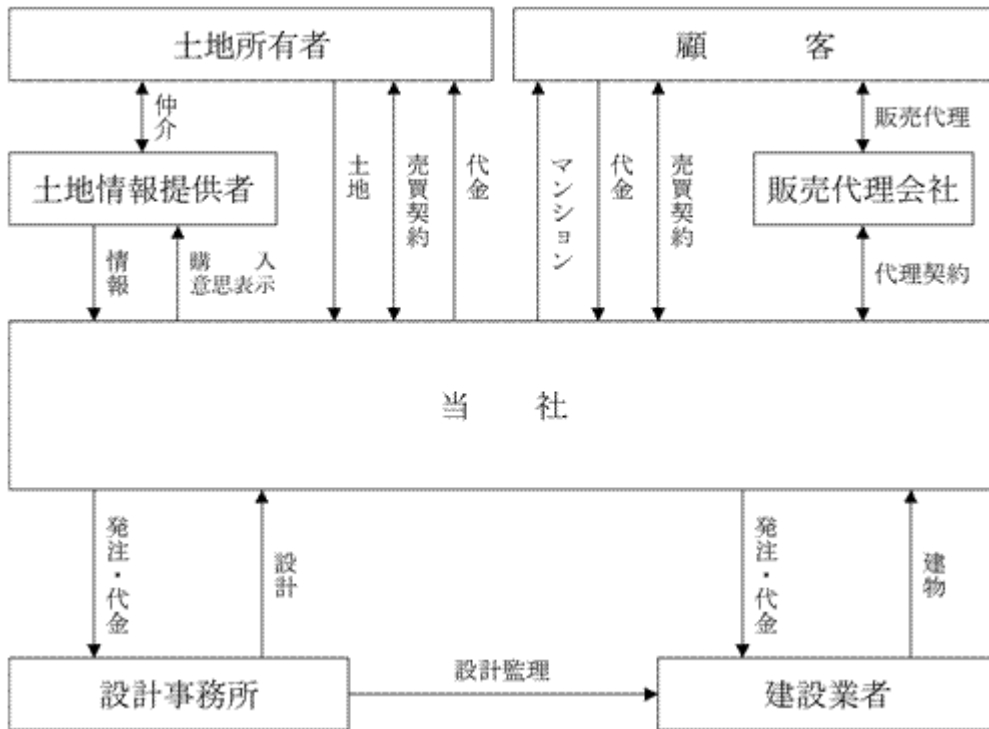 土地所有者
顧客
仲介
販売代理
土地情報提供者
土地
売買契約
代金
マンション
代金
売買契約
販売代理会社
情報
購入
意思表示
代理契約
当社
発注・代金
設計
発注・代金
建物
設計事務所
設計監理
建設業者